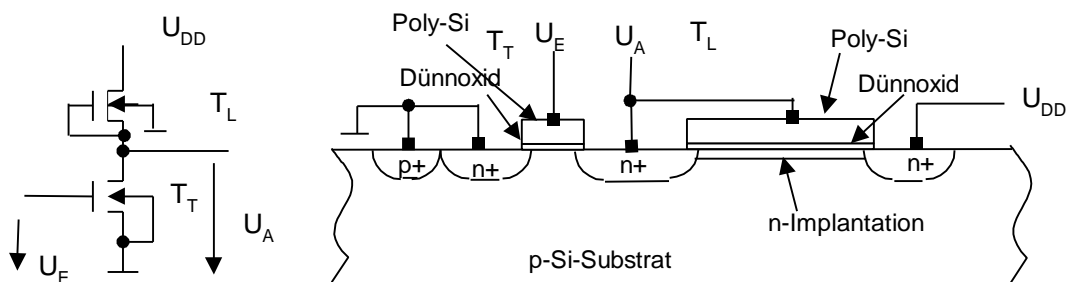 U_DD
T_L
T_T
U_A
U_E
Poly-Si
T_T
U_E
U_A
T_L
Poly-Si
Dünnoxid
Dünnoxid
U_DD
p+
n+
n+
n+
n-Implantation
p-Si-Substrat